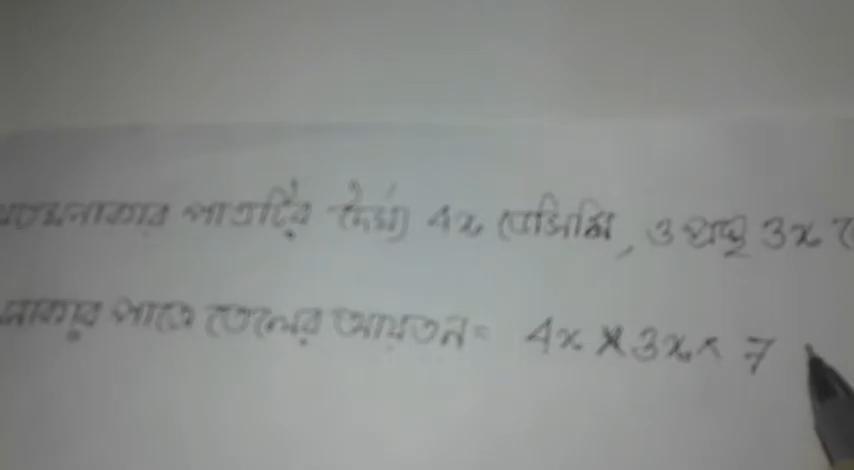 পাত্রটির দৈর্ঘ্য 4x ডেসিমি, ও প্রস্থ 3x
পাত্রে তেলের আয়তন = 4x × 3x × 7